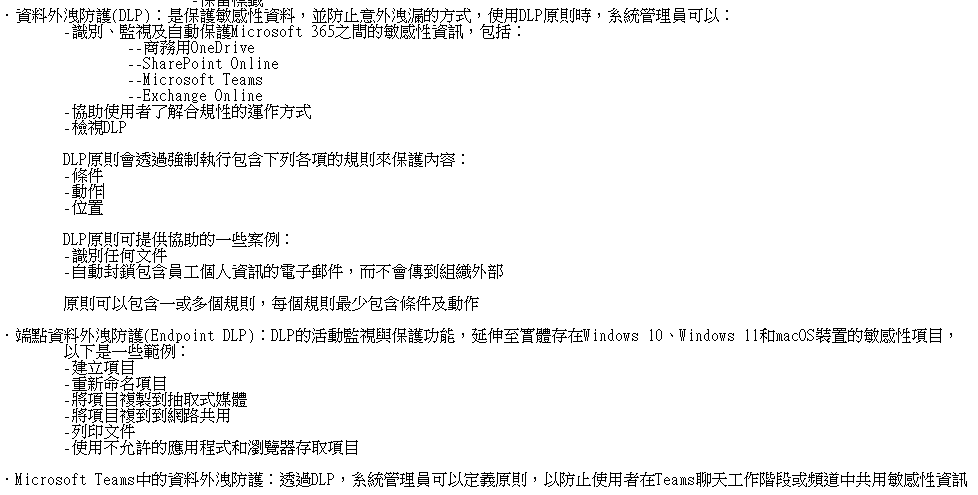 -保留標籤
·資料外洩防護(DLP)：是保護敏感性資料，並防止意外洩漏的方式，使用DLP原則時，系統管理員可以：
-識別、監視及自動保護Microsoft 365之間的敏感性資訊，包括：
--商務用OneDrive
--SharePoint Online
--Microsoft Teams
--Exchange Online
-協助使用者了解合規性的運作方式
-檢視DLP
DLP原則會透過強制執行包含下列各項的規則來保護內容：
-條件
-動作
-位置
DLP原則可提供協助的一些案例：
-識別任何文件
-自動封鎖包含員工個人資訊的電子郵件，而不會傳到組織外部
原則可以包含一或多個規則，每個規則最少包含條件及動作
·端點資料外洩防護(Endpoint DLP)：DLP的活動監視與保護功能，延伸至實體存在Windows 10、Windows 11和macOS裝置的敏感性項目，
以下是一些範例：
-建立項目
-重新命名項目
-將項目複製到抽取式媒體
-將項目複到到網路共用
-列印文件
-使用不允許的應用程式和瀏覽器存取項目
·Microsoft Teams中的資料外洩防護：透過DLP，系統管理員可以定義原則，以防止使用者在Teams聊天工作階段或頻道中共用敏感性資訊